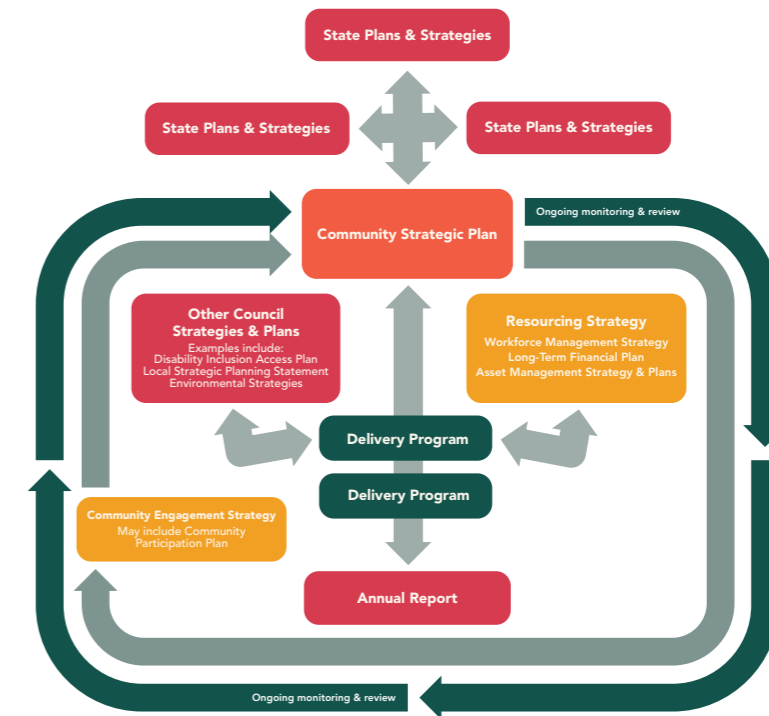 State Plans & Strategies
State Plans & Strategies
State Plans & Strategies
Community Strategic Plan
Ongoing monitoring & review
Other Council
Strategies & Plans
Examples include:
Disability Inclusion Access Plan
Local Strategic Planning Statement
Environmental Strategies
Resourcing Strategy
Workforce Management Strategy
Long-Term Financial Plan
Asset Management Strategy & Plans
Delivery Program
Delivery Program
Community Engagement Strategy
May include Community
Participation Plan
Annual Report
Ongoing monitoring & review